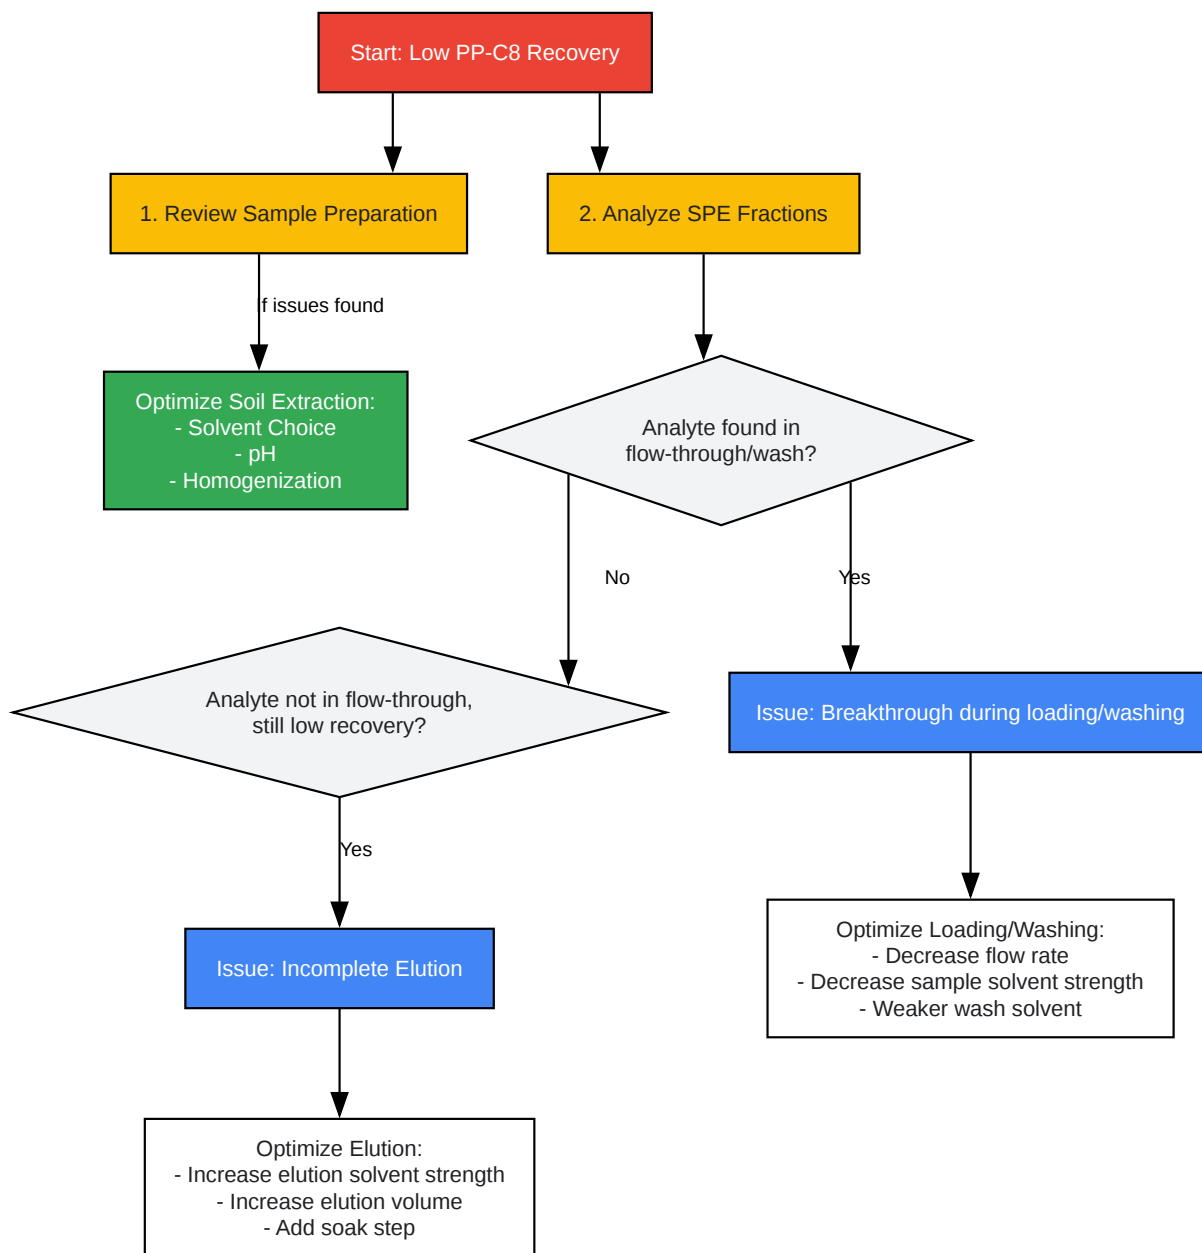 Start: Low PP-C8 Recovery
1. Review Sample Preparation
2. Analyze SPE Fractions
If issues found
Optimize Soil Extraction:
- Solvent Choice
- pH
- Homogenization
Analyte found in
flow-through/wash?
No
Yes
Analyte not in flow-through,
still low recovery?
Issue: Breakthrough during loading/washing
Yes
Issue: Incomplete Elution
Optimize Loading/Washing:
- Decrease flow rate
- Decrease sample solvent strength
- Weaker wash solvent
Optimize Elution:
- Increase elution solvent strength
- Increase elution volume
- Add soak step